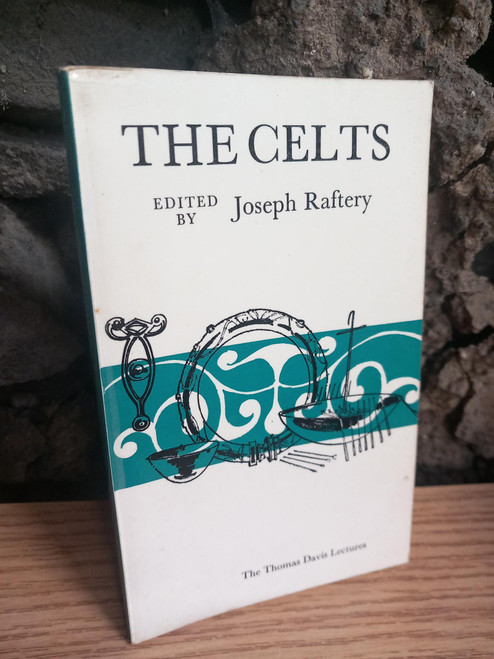 THE CELTS
EDITED BY Joseph Raftery
The Thomas Davis Lectures